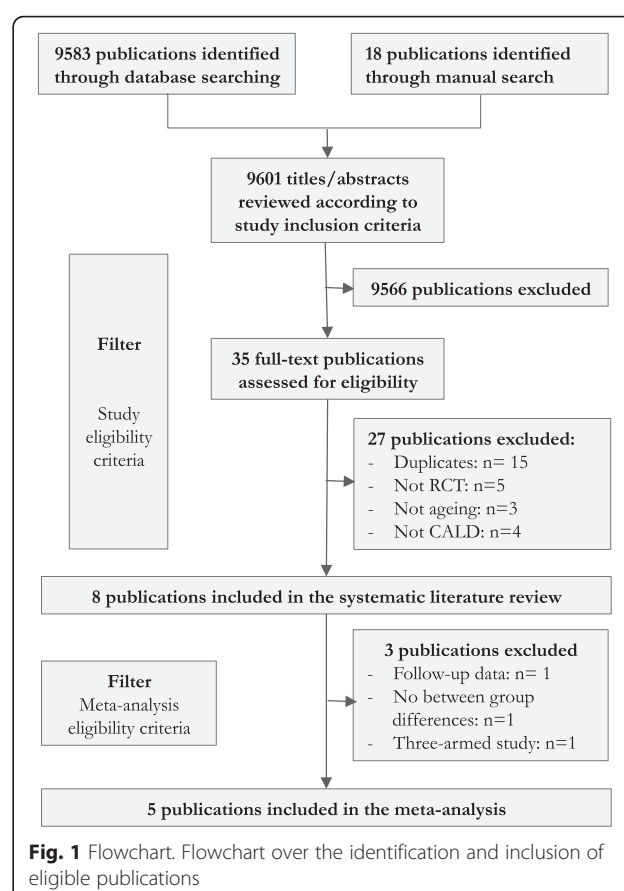 9583 publications identified
through database searching
18 publications identified
through manual search
9601 titles/abstracts
reviewed according to
study inclusion criteria
9566 publications excluded
Filter
Study
eligibility
criteria
35 full-text publications
assessed for eligibility
27 publications excluded:
- Duplicates: n= 15
- Not RCT: n=5
- Not ageing: n=3
- Not CALD: n=4
8 publications included in the systematic literature review
Filter
Meta-analysis
eligibility criteria
3 publications excluded
- Follow-up data: n= 1
- No between group
differences: n=1
- Three-armed study: n=1
5 publications included in the meta-analysis
Fig. 1 Flowchart. Flowchart over the identification and inclusion of
eligible publications